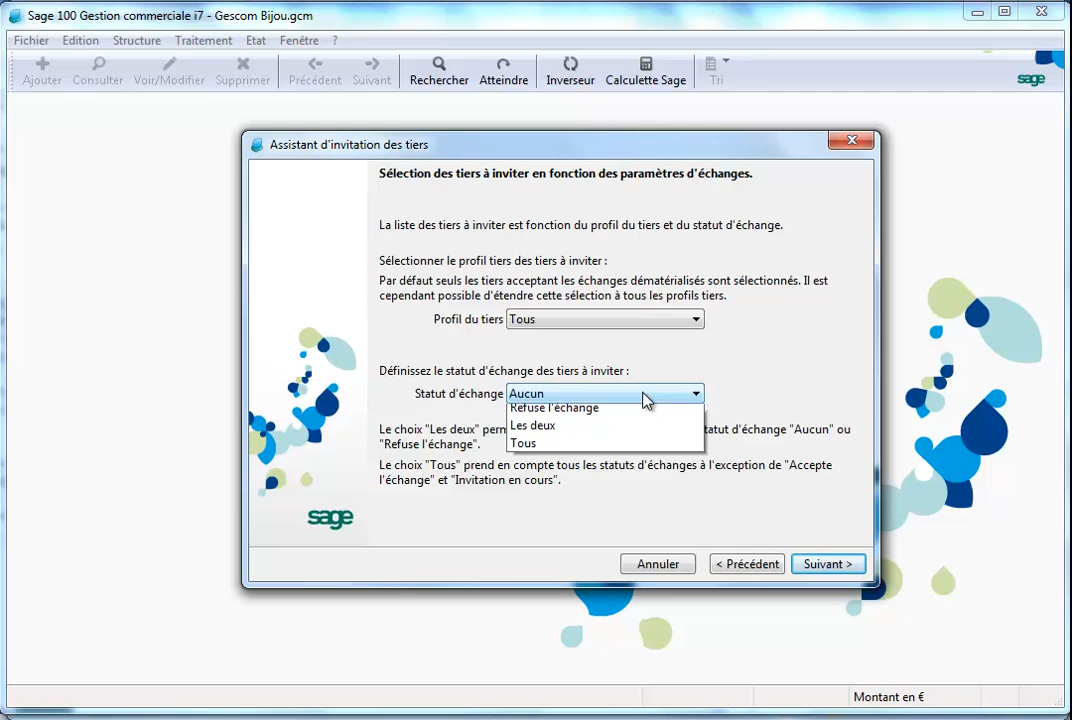 Sage 100 Gestion commerciale i7 - Gescom Bijou.gcm
Fichier Edition Structure Traitement Etat Fenêtre ?
Ajouter Consulter Voir/Modifier Supprimer Précédent Suivant Rechercher Atteindre Inverseur Calculette Sage Tri
sage
Assistant d'invitation des tiers
Sélection des tiers à inviter en fonction des paramètres d'échanges.
La liste des tiers à inviter est fonction du profil du tiers et du statut d'échange.
Sélectionner le profil tiers des tiers à inviter :
Par défaut seuls les tiers acceptant les échanges dématérialisés sont sélectionnés. Il est
cependant possible d'étendre cette sélection à tous les profils tiers.
Profil du tiers Tous
Définissez le statut d'échange des tiers à inviter :
Statut d'échange Aucun
Refuse l'échange
Les deux
Tous
Le choix "Les deux" statut d'échange "Aucun" ou
"Refuse l'échange".
Le choix "Tous" prend en compte tous les statuts d'échanges à l'exception de "Accepte
l'échange" et "Invitation en cours".
sage
Annuler < Précédent Suivant >
Montant en €